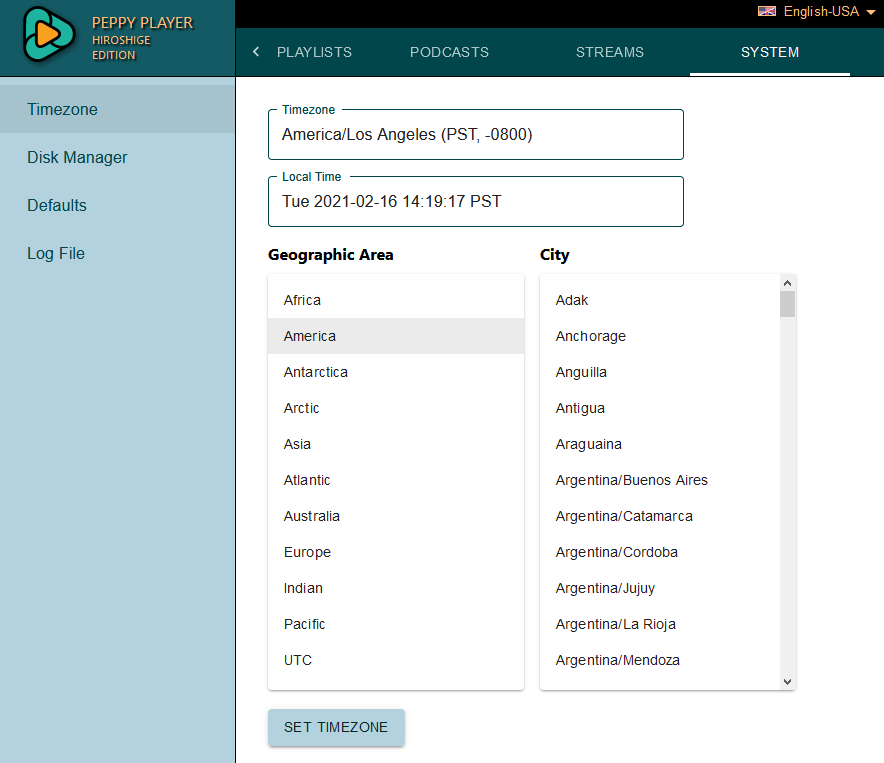 PEPPY PLAYER
HIROSHIGE
EDITION
English-USA
PLAYLISTS
PODCASTS
STREAMS
SYSTEM
Timezone
Disk Manager
Defaults
Log File
Timezone
America/Los Angeles (PST, -0800)
Local Time
Tue 2021-02-16 14:19:17 PST
Geographic Area
Africa
America
Antarctica
Arctic
Asia
Atlantic
Australia
Europe
Indian
Pacific
UTC
City
Adak
Anchorage
Anguilla
Antigua
Araguaina
Argentina/Buenos Aires
Argentina/Catamarca
Argentina/Cordoba
Argentina/Jujuy
Argentina/La Rioja
Argentina/Mendoza
SET TIMEZONE